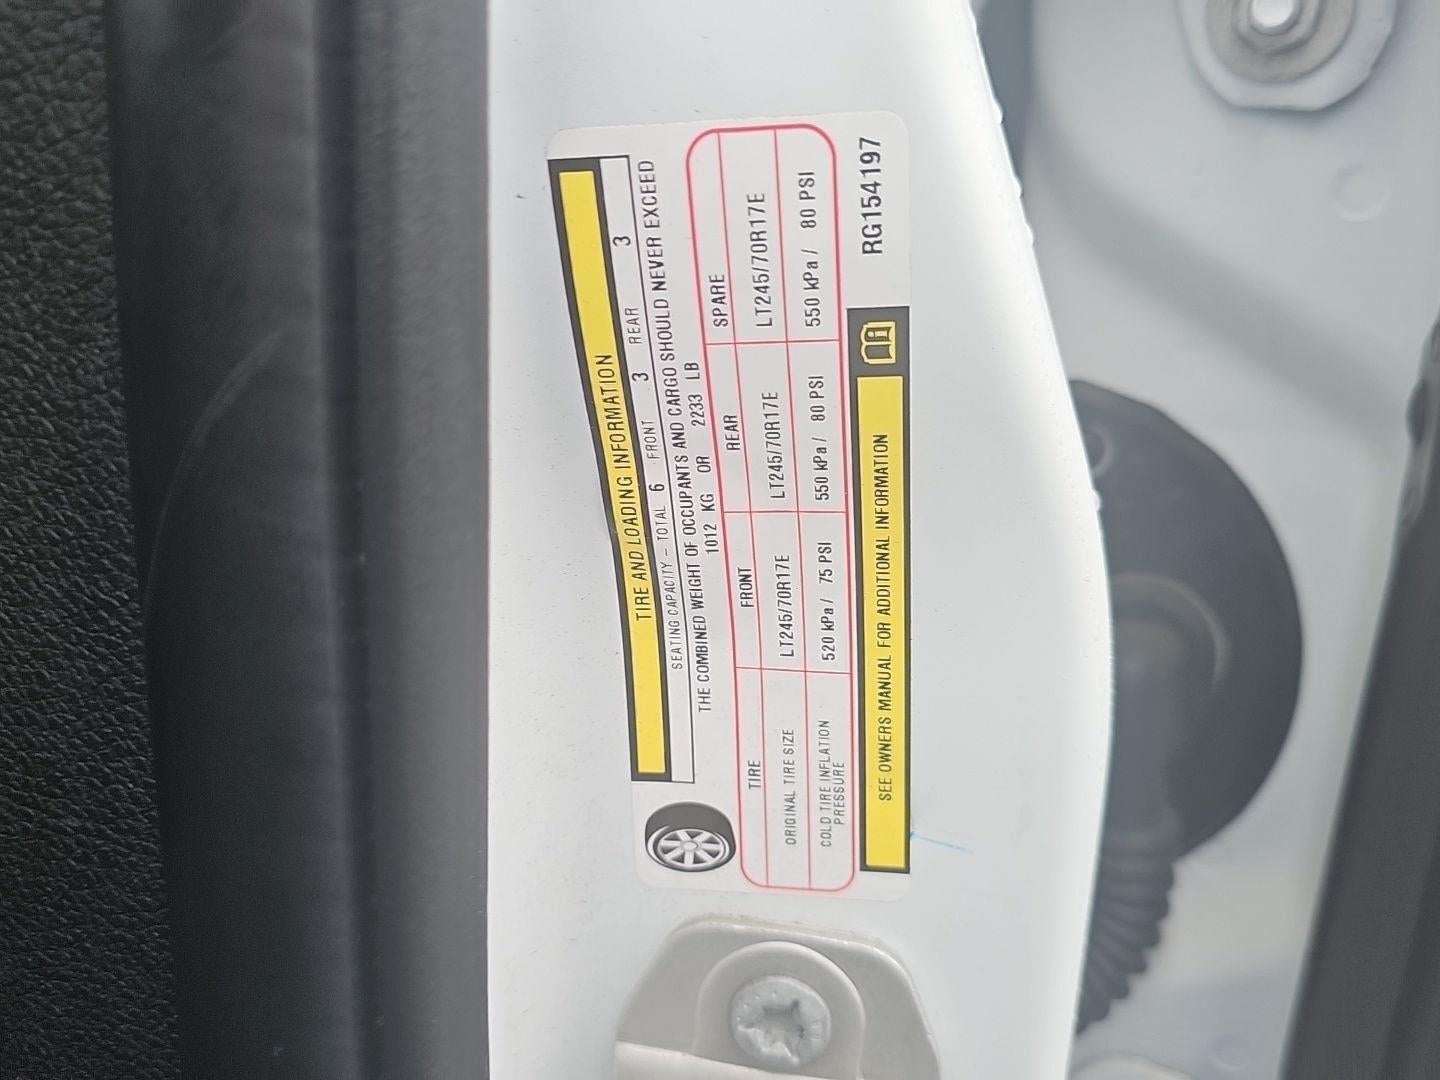 TIRE AND LOADING INFORMATION
SEATING CAPACITY – TOTAL 6 FRONT 3 REAR 3
THE COMBINED WEIGHT OF OCCUPANTS AND CARGO SHOULD NEVER EXCEED
1012 KG OR 2233 LB
TIRE FRONT REAR SPARE
ORIGINAL TIRE SIZE LT245/70R17E LT245/70R17E LT245/70R17E
COLD TIRE INFLATION PRESSURE 520 kPa / 75 PSI 550 kPa / 80 PSI 550 kPa / 80 PSI
SEE OWNERS MANUAL FOR ADDITIONAL INFORMATION
RG154197